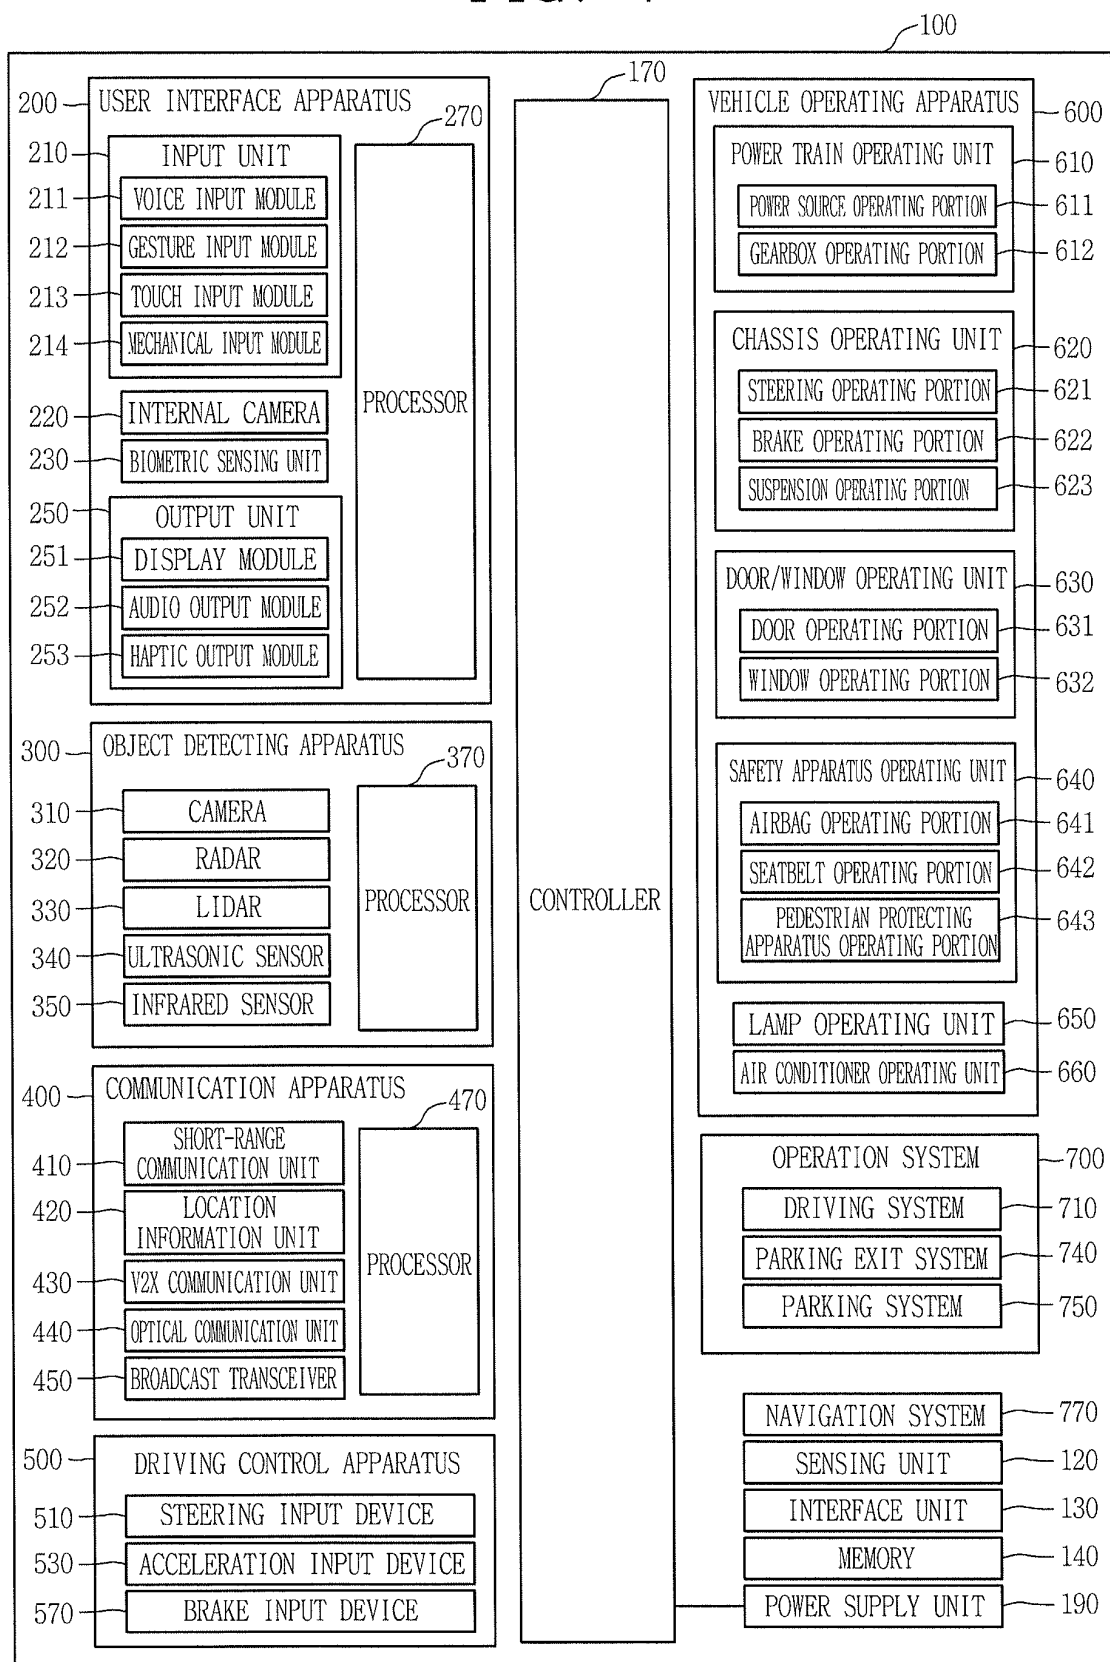 100
200
USER INTERFACE APPARATUS
270
210
INPUT UNIT
211
VOICE INPUT MODULE
212
GESTURE INPUT MODULE
213
TOUCH INPUT MODULE
214
MECHANICAL INPUT MODULE
PROCESSOR
220
INTERNAL CAMERA
230
BIOMETRIC SENSING UNIT
250
OUTPUT UNIT
251
DISPLAY MODULE
252
AUDIO OUTPUT MODULE
253
HAPTIC OUTPUT MODULE
300
OBJECT DETECTING APPARATUS
370
310
CAMERA
320
RADAR
330
LIDAR
PROCESSOR
340
ULTRASONIC SENSOR
350
INFRARED SENSOR
400
COMMUNICATION APPARATUS
470
410
SHORT-RANGE
COMMUNICATION UNIT
420
LOCATION
INFORMATION UNIT
PROCESSOR
430
V2X COMMUNICATION UNIT
440
OPTICAL COMMUNICATION UNIT
450
BROADCAST TRANSCEIVER
500
DRIVING CONTROL APPARATUS
510
STEERING INPUT DEVICE
530
ACCELERATION INPUT DEVICE
570
BRAKE INPUT DEVICE
170
CONTROLLER
VEHICLE OPERATING APPARATUS
600
POWER TRAIN OPERATING UNIT
610
POWER SOURCE OPERATING PORTION
611
GEARBOX OPERATING PORTION
612
CHASSIS OPERATING UNIT
620
STEERING OPERATING PORTION
621
BRAKE OPERATING PORTION
622
SUSPENSION OPERATING PORTION
623
DOOR/WINDOW OPERATING UNIT
630
DOOR OPERATING PORTION
631
WINDOW OPERATING PORTION
632
SAFETY APPARATUS OPERATING UNIT
640
AIRBAG OPERATING PORTION
641
SEATBELT OPERATING PORTION
642
PEDESTRIAN PROTECTING
APPARATUS OPERATING PORTION
643
LAMP OPERATING UNIT
650
AIR CONDITIONER OPERATING UNIT
660
OPERATION SYSTEM
700
DRIVING SYSTEM
710
PARKING EXIT SYSTEM
740
PARKING SYSTEM
750
NAVIGATION SYSTEM
770
SENSING UNIT
120
INTERFACE UNIT
130
MEMORY
140
POWER SUPPLY UNIT
190